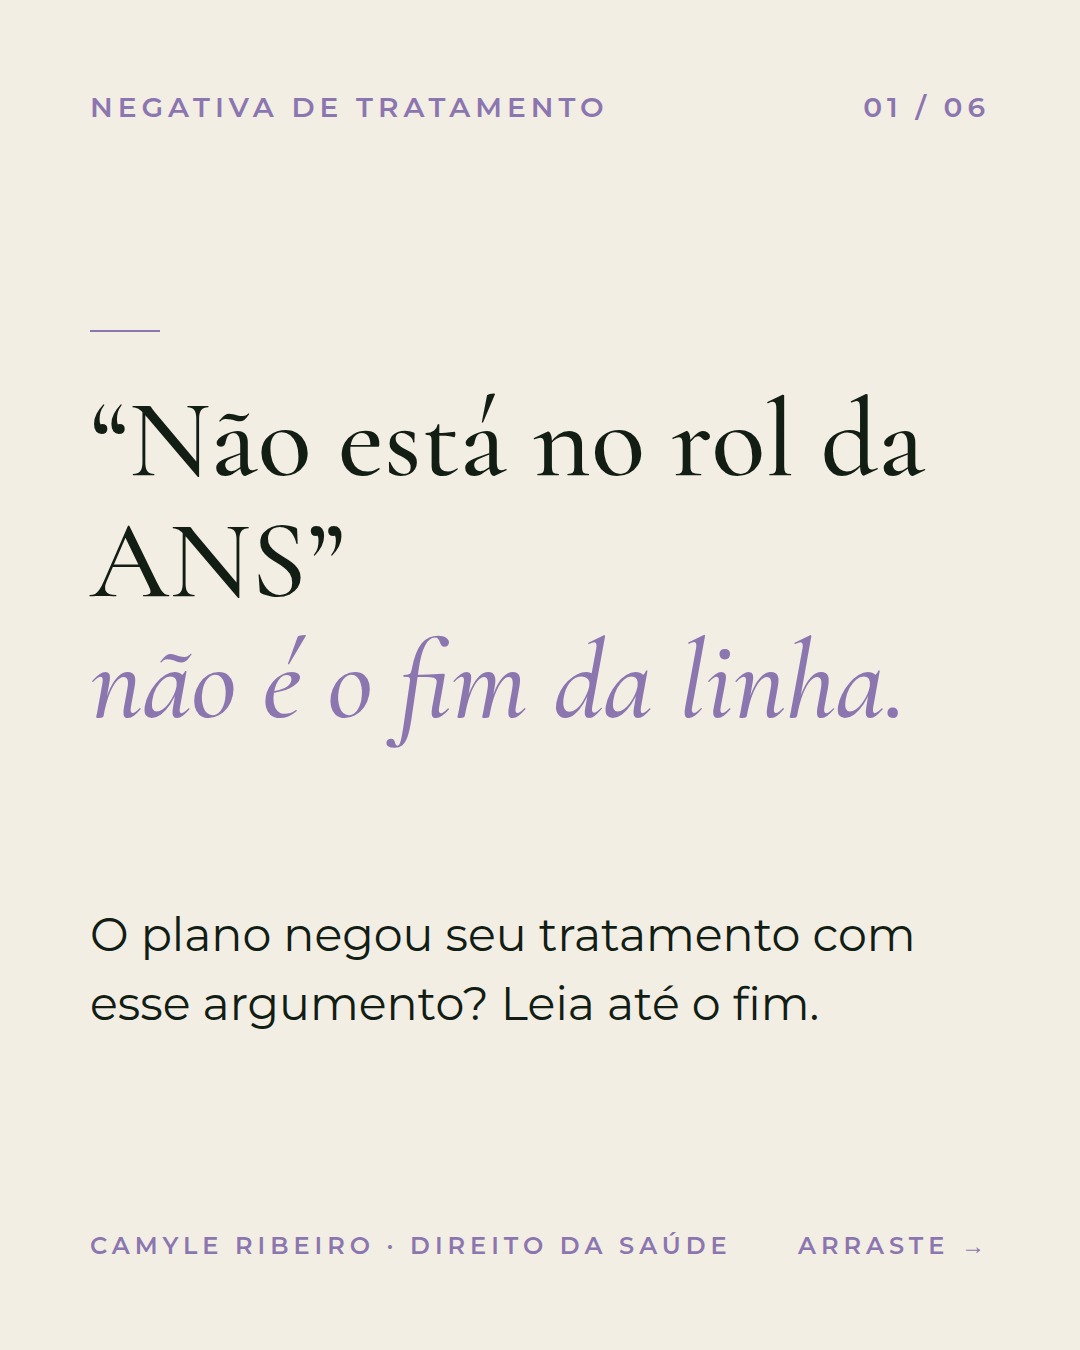 NEGATIVA DE TRATAMENTO
01 / 06
“Não está no rol da
ANS”
não é o fim da linha.
O plano negou seu tratamento com
esse argumento? Leia até o fim.
CAMYLE RIBEIRO · DIREITO DA SAÚDE
ARRASTE →